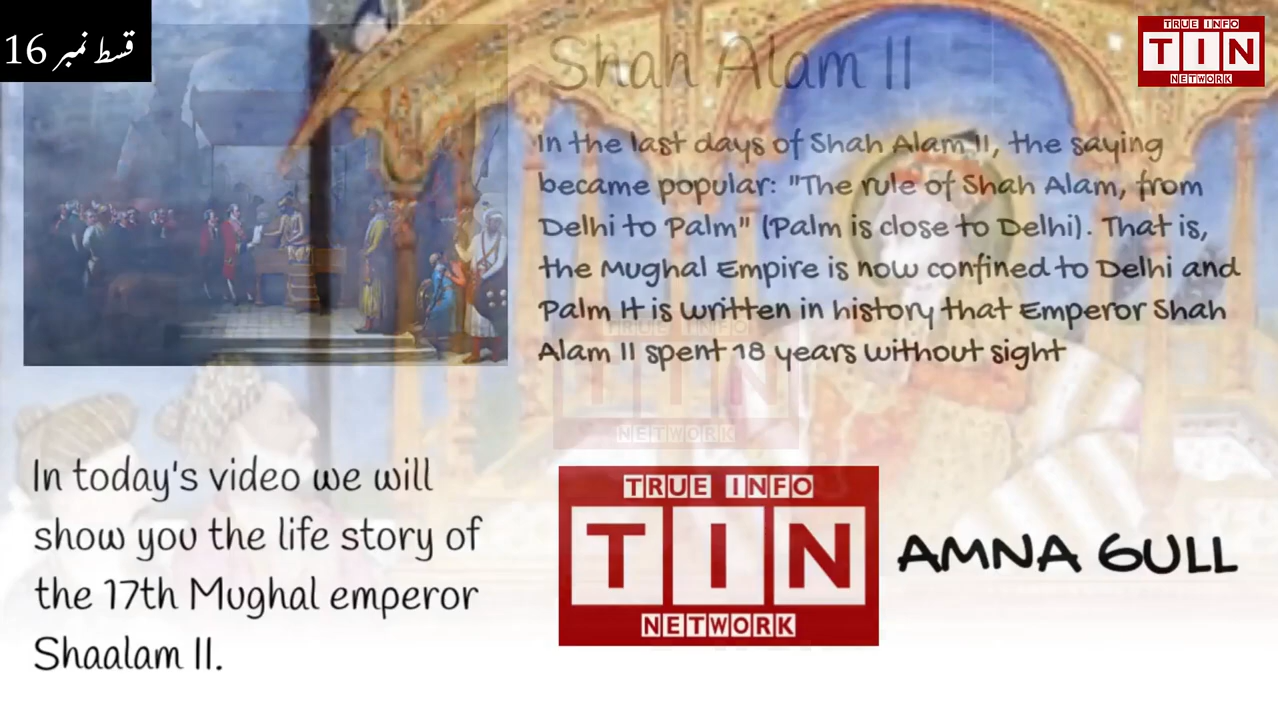 قسط نمبر 16
TRUE INFO
TIN
NETWORK
Shah Alam II
In the last days of Shah Alam II, the saying
became popular: "The rule of Shah Alam, from
Delhi to Palm" (Palm is close to Delhi). That is,
the Mughal Empire is now confined to Delhi and
Palm It is written in history that Emperor Shah
Alam II spent 18 years without sight
TRUE INFO
TIN
NETWORK
In today's video we will
show you the life story of
the 17th Mughal emperor
Shaalam II.
TRUE INFO
TIN
NETWORK
AMNA GULL